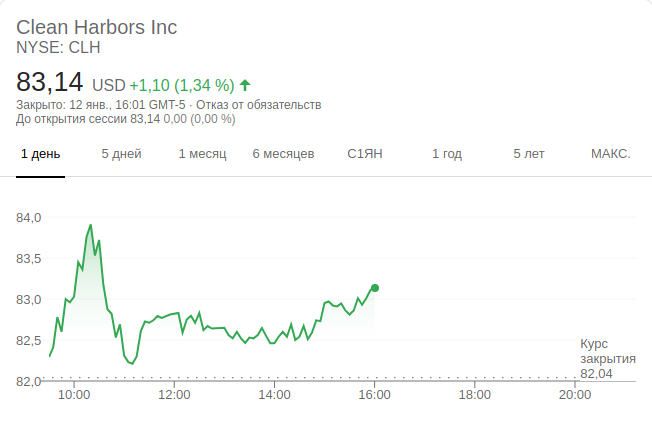 Clean Harbors Inc
NYSE: CLH
83,14 USD +1,10 (1,34 %)
Закрыто: 12 янв., 16:01 GMT-5 · Отказ от обязательств
До открытия сессии 83,14 0,00 (0,00 %)
1 день 5 дней 1 месяц 6 месяцев С1ЯН 1 год 5 лет МАКС.
84,0
83,5
83,0
82,5
Курс
закрытия
82,04
82,0
10:00 12:00 14:00 16:00 18:00 20:00